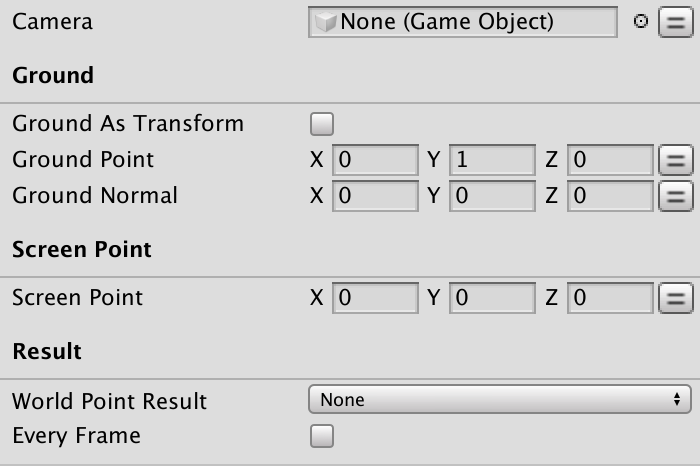 Camera None (Game Object)
Ground
Ground As Transform
Ground Point X 0 Y 1 Z 0
Ground Normal X 0 Y 0 Z 0
Screen Point
Screen Point X 0 Y 0 Z 0
Result
World Point Result None
Every Frame